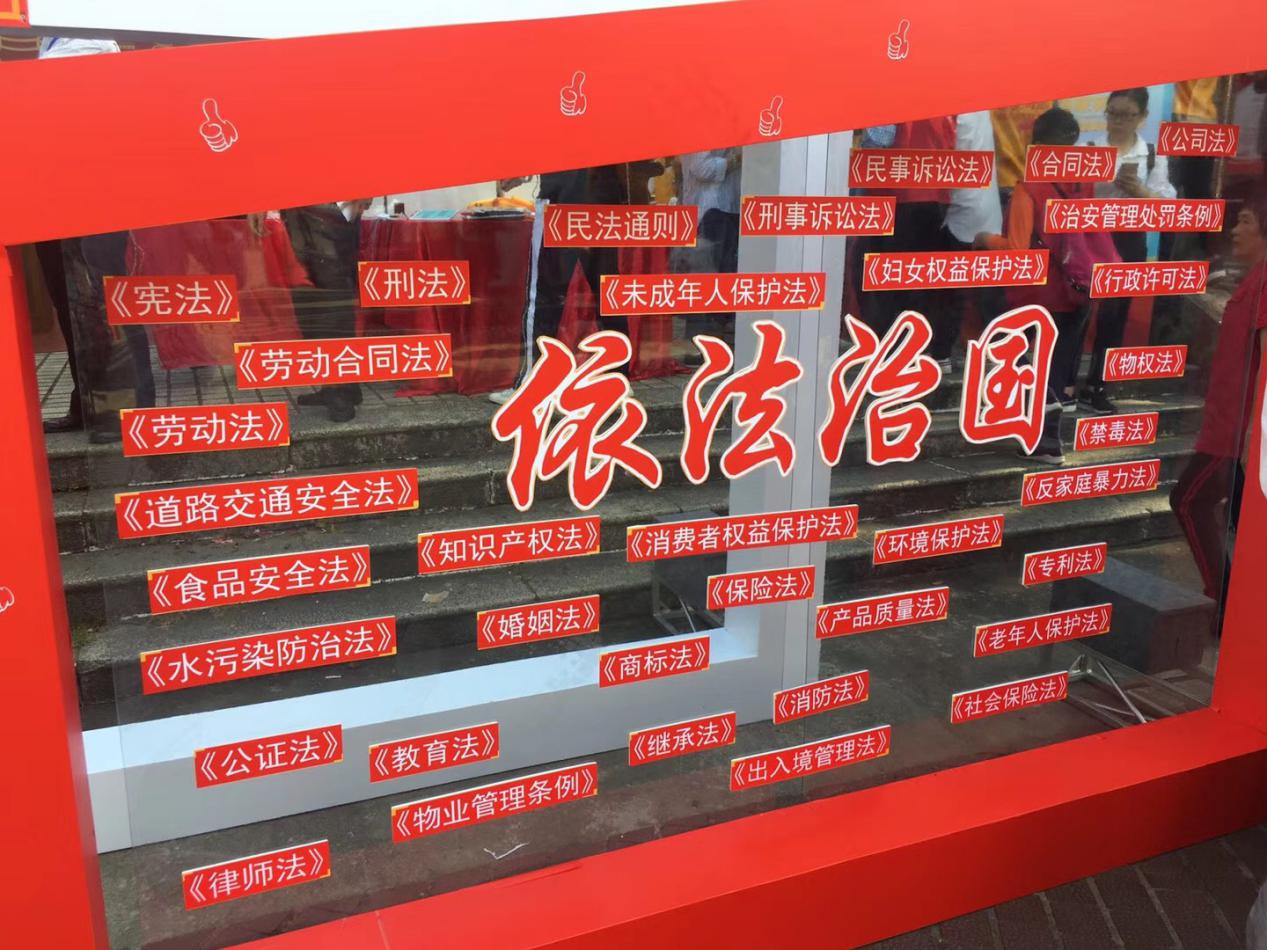 《公司法》
《民事诉讼法》
《合同法》
《民法通则》
《刑事诉讼法》
《治安管理处罚条例》
《宪法》
《刑法》
《未成年人保护法》
《妇女权益保护法》
《行政许可法》
《劳动合同法》
依法治国
《物权法》
《劳动法》
《禁毒法》
《道路交通安全法》
《反家庭暴力法》
《知识产权法》
《消费者权益保护法》
《环境保护法》
《食品安全法》
《保险法》
《专利法》
《婚姻法》
《产品质量法》
《水污染防治法》
《商标法》
《老年人保护法》
《消防法》
《社会保险法》
《公证法》
《教育法》
《继承法》
《出入境管理法》
《物业管理条例》
《律师法》